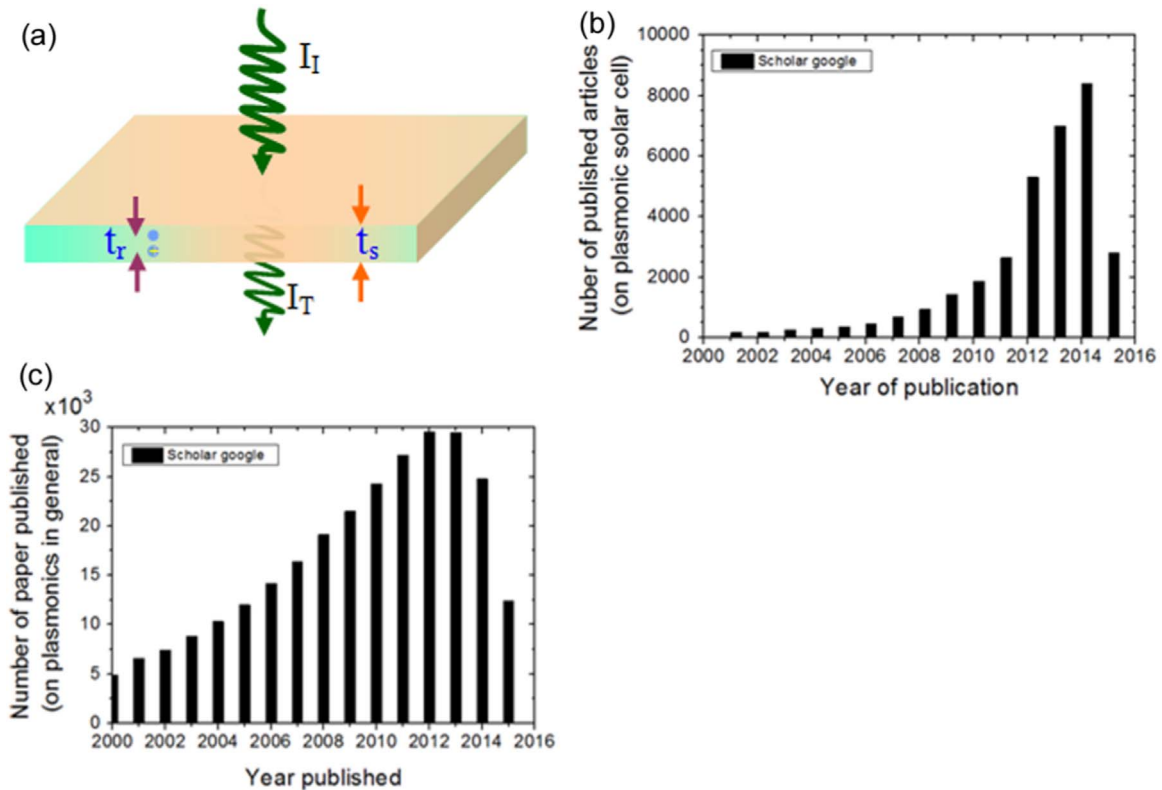 (a)
I_I
t_r
t_s
I_T
(b)
10000
8000
6000
4000
2000
0
Scholar google
Nuber of published articles
(on plasmonic solar cell)
2000 2002 2004 2006 2008 2010 2012 2014 2016
Year of publication
(c)
x10³
30
25
20
15
10
5
0
Scholar google
Number of paper published
(on plasmonics in general)
2000 2002 2004 2006 2008 2010 2012 2014 2016
Year published